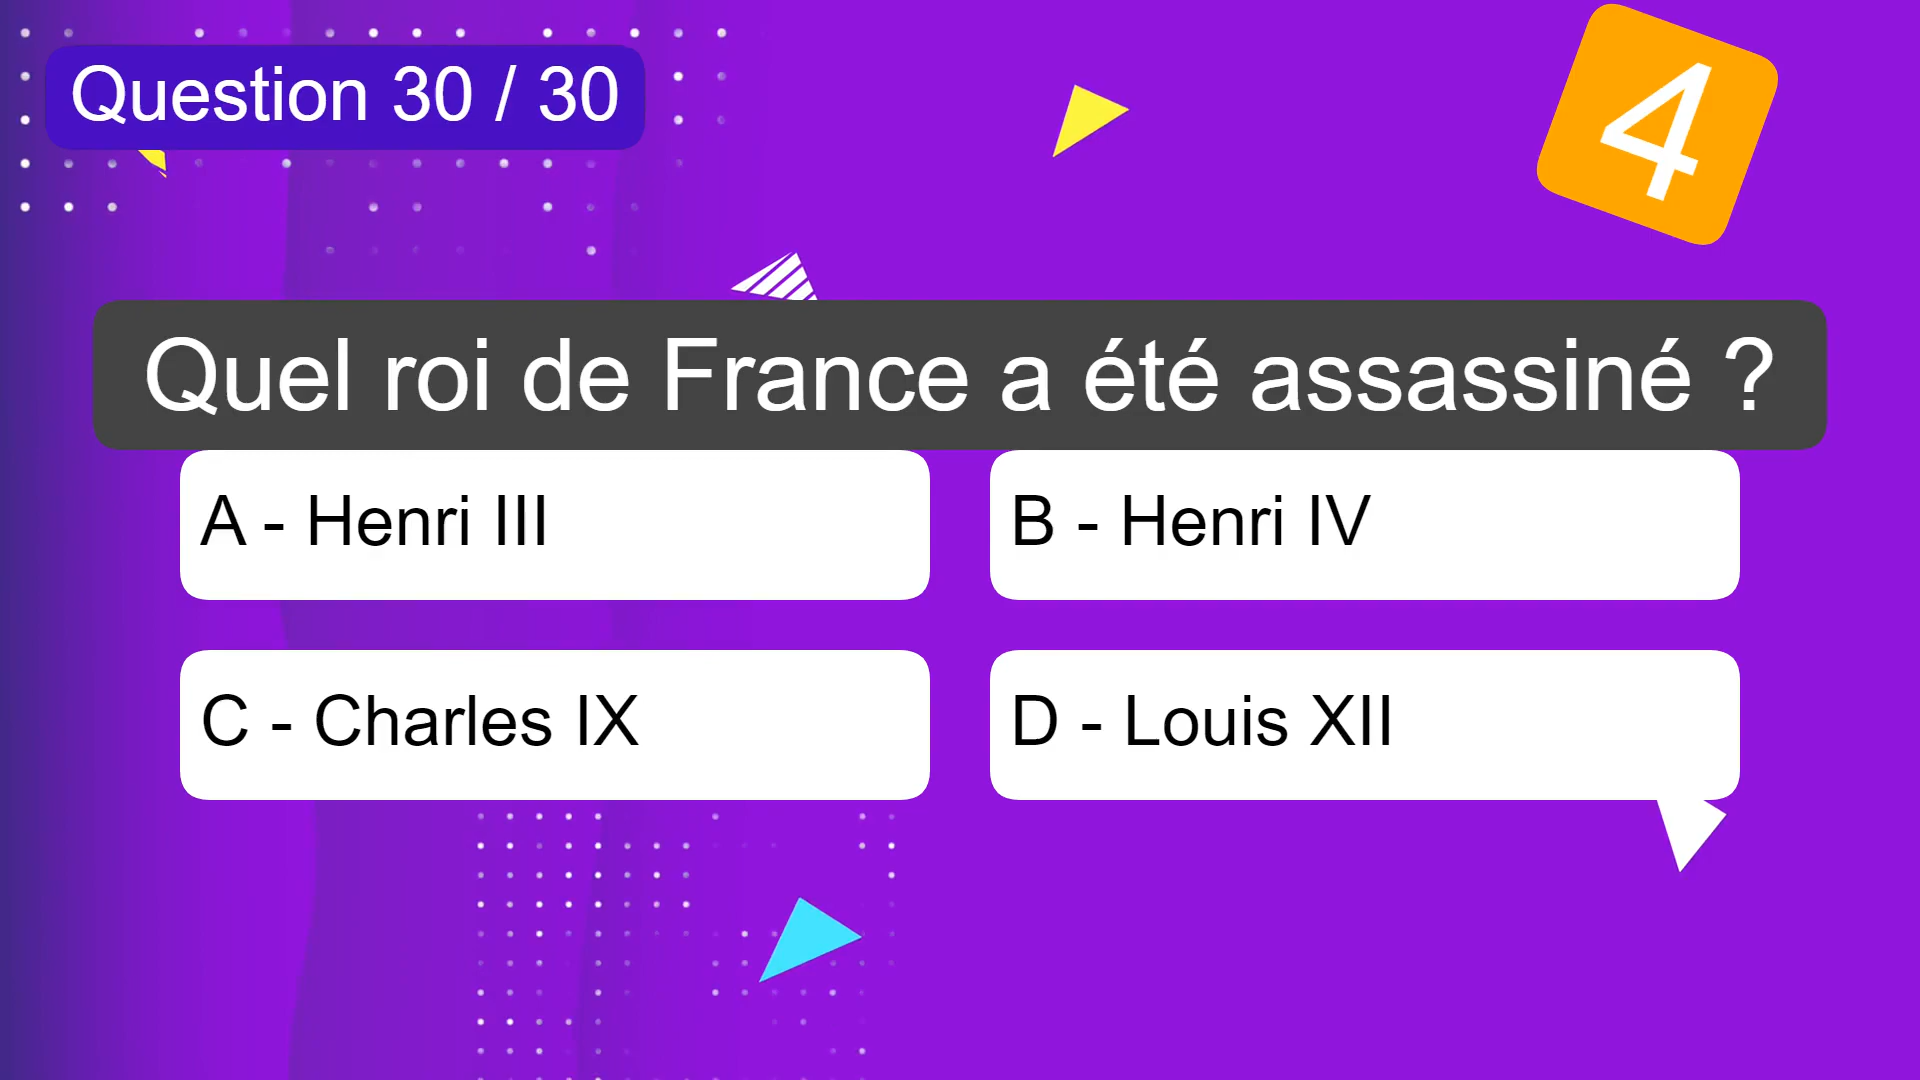 Question 30 / 30
4
Quel roi de France a été assassiné ?
A - Henri III
B - Henri IV
C - Charles IX
D - Louis XII